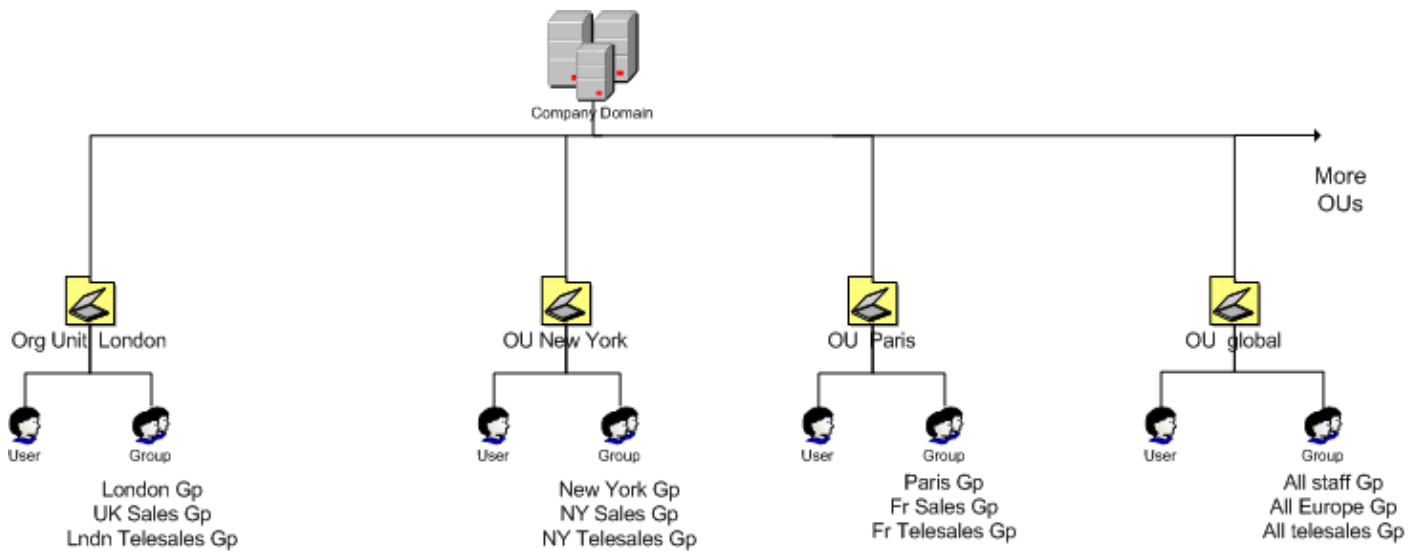 Company Domain
More
OUs
Org Unit London
OU New York
OU Paris
OU global
User
Group
User
Group
User
Group
User
Group
London Gp
UK Sales Gp
Lndn Telesales Gp
New York Gp
NY Sales Gp
NY Telesales Gp
Paris Gp
Fr Sales Gp
Fr Telesales Gp
All staff Gp
All Europe Gp
All telesales Gp